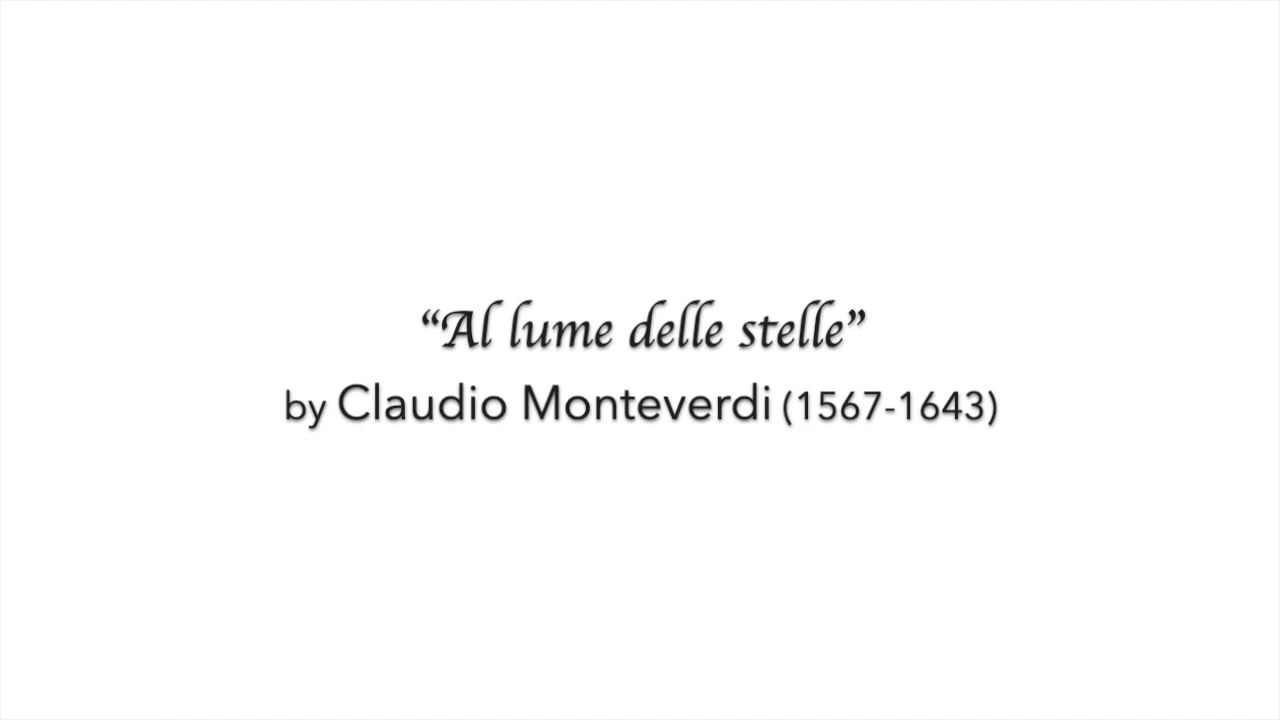 “Al lume delle stelle”
by Claudio Monteverdi (1567-1643)